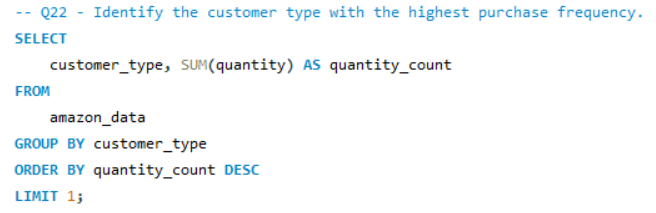 -- Q22 - Identify the customer type with the highest purchase frequency.
SELECT
    customer_type, SUM(quantity) AS quantity_count
FROM
    amazon_data
GROUP BY customer_type
ORDER BY quantity_count DESC
LIMIT 1;